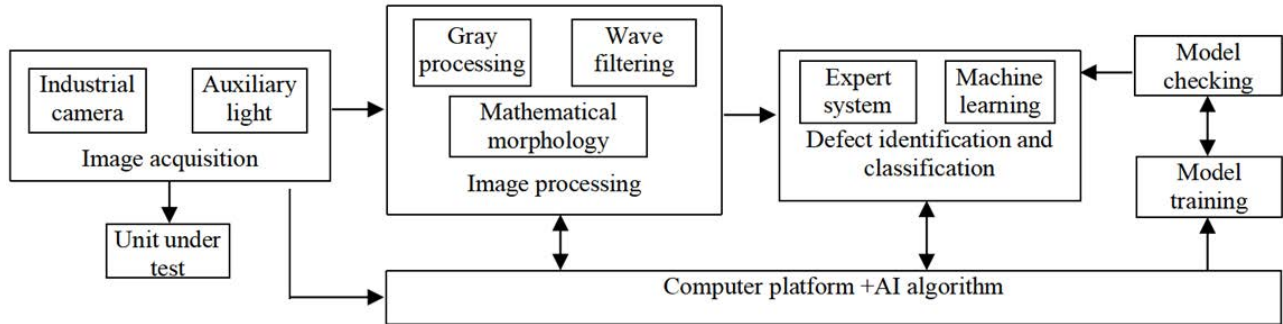 Industrial
camera
Auxiliary
light
Image acquisition
Unit under
test
Gray
processing
Wave
filtering
Mathematical
morphology
Image processing
Expert
system
Machine
learning
Defect identification and
classification
Model
checking
Model
training
Computer platform +AI algorithm